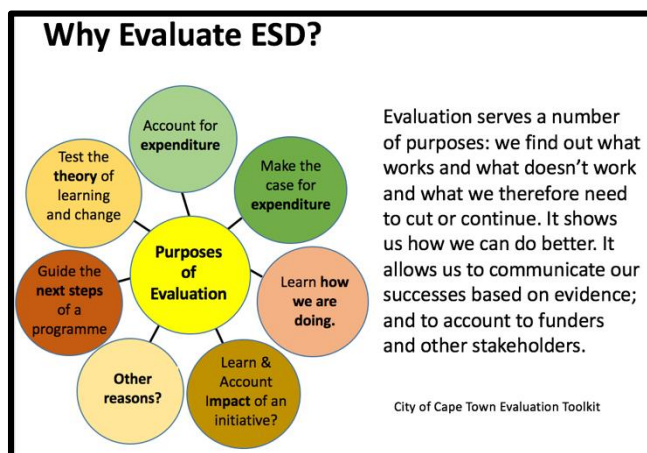 Why Evaluate ESD?
Account for
expenditure
Make the
case for
expenditure
Learn how
we are
doing.
Learn &
Account
Impact of an
initiative?
Other
reasons?
Guide the
next steps
of a
programme
Test the
theory of
learning
and change
Purposes
of
Evaluation
Evaluation serves a number
of purposes: we find out what
works and what doesn’t work
and what we therefore need
to cut or continue. It shows
us how we can do better. It
allows us to communicate our
successes based on evidence;
and to account to funders
and other stakeholders.
City of Cape Town Evaluation Toolkit